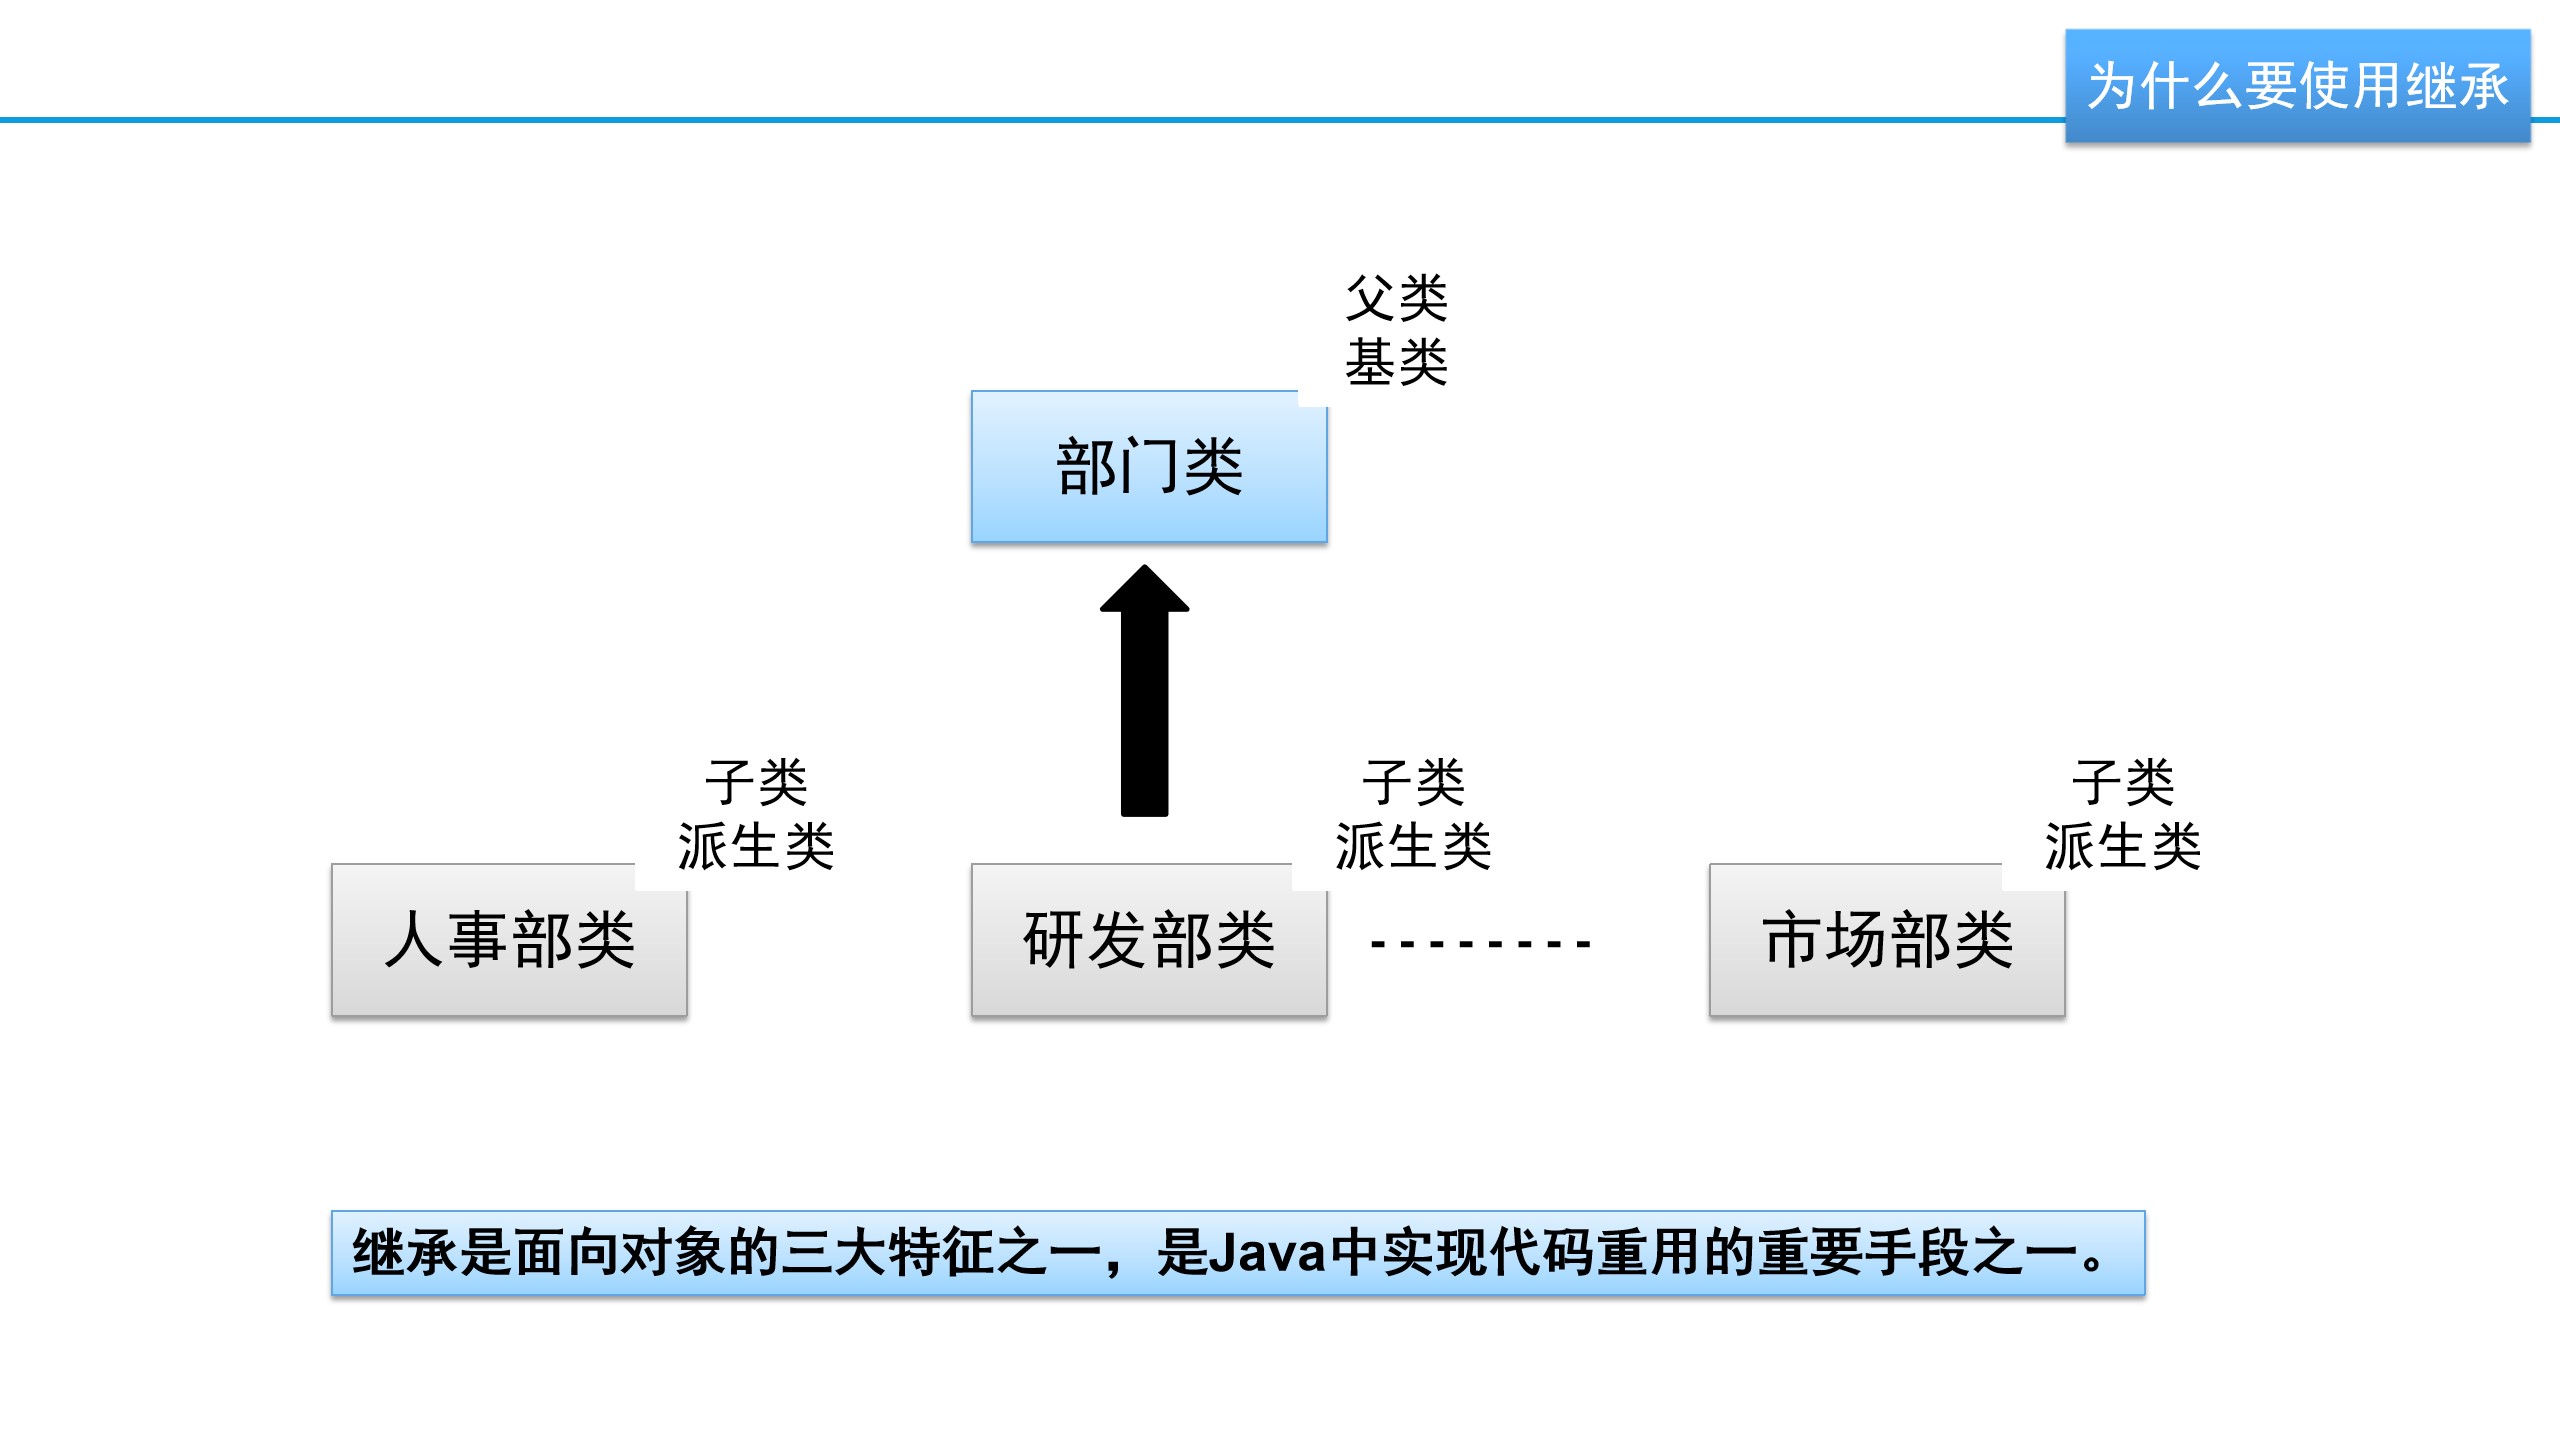 为什么要使用继承
父类
基类
部门类
子类
派生类
子类
派生类
子类
派生类
人事部类
研发部类
--------
市场部类
继承是面向对象的三大特征之一，是Java中实现代码重用的重要手段之一。